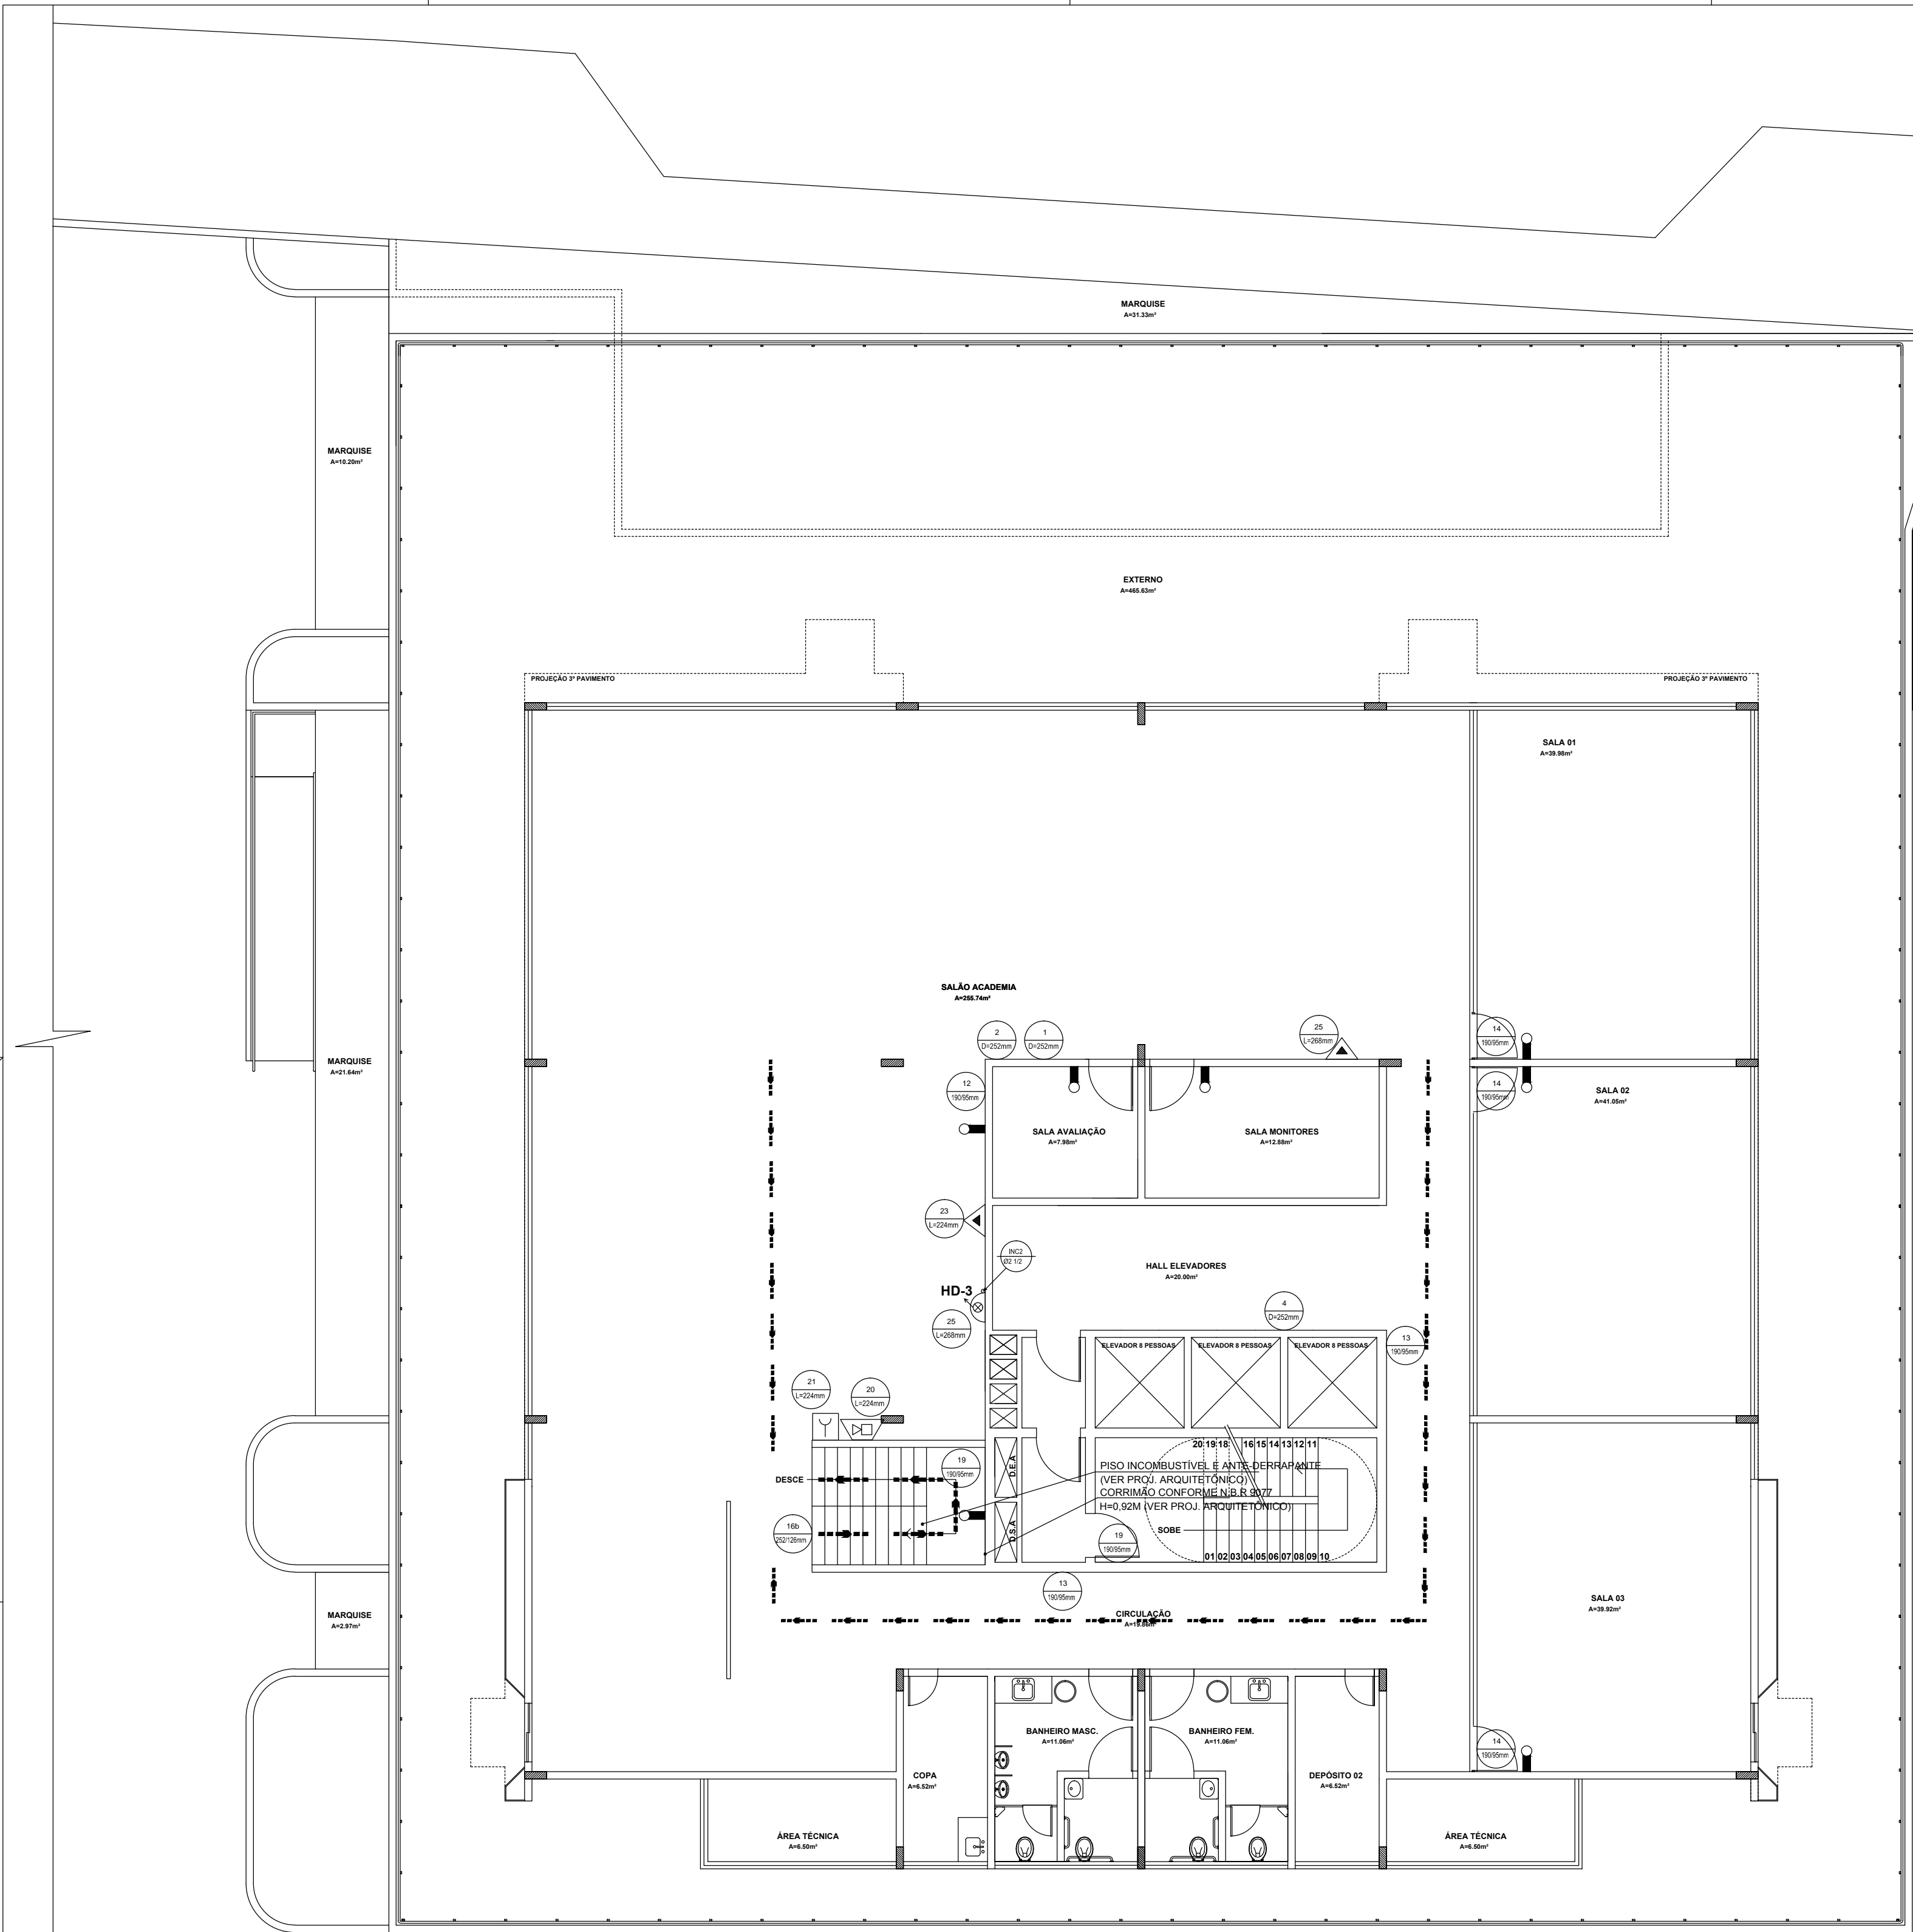 MARQUISE
A=31.33m²
MARQUISE
A=10.20m²
EXTERNO
A=465.63m²
PROJEÇÃO 3º PAVIMENTO
PROJEÇÃO 3º PAVIMENTO
SALA 01
A=39.98m²
SALÃO ACADEMIA
A=255.74m²
2
D=252mm
1
D=252mm
25
L=268mm
14
190/95mm
MARQUISE
A=21.64m²
12
190/95mm
14
190/95mm
SALA 02
A=41.05m²
SALA AVALIAÇÃO
A=7.98m²
SALA MONITORES
A=12.88m²
23
L=224mm
INC2
Ø2 1/2
HALL ELEVADORES
A=20.00m²
HD-3
25
L=268mm
4
D=252mm
13
190/95mm
ELEVADOR 8 PESSOAS
ELEVADOR 8 PESSOAS
ELEVADOR 8 PESSOAS
21
L=224mm
20
L=224mm
20 19 18 16 15 14 13 12 11
19
190/95mm
D.E.A
PISO INCOMBUSTÍVEL E ANTE-DERRAPANTE
(VER PROJ. ARQUITETÔNICO)
CORRIMÃO CONFORME N.B.R 9077
H=0,92M (VER PROJ. ARQUITETÔNICO)
DESCE
16b
252/126mm
D.S.A
SOBE
19
190/95mm
01 02 03 04 05 06 07 08 09 10
13
190/95mm
SALA 03
A=39.92m²
MARQUISE
A=2.97m²
CIRCULAÇÃO
A=19.86m²
BANHEIRO MASC.
A=11.06m²
BANHEIRO FEM.
A=11.06m²
14
190/95mm
COPA
A=6.52m²
DEPÓSITO 02
A=6.52m²
ÁREA TÉCNICA
A=6.50m²
ÁREA TÉCNICA
A=6.50m²